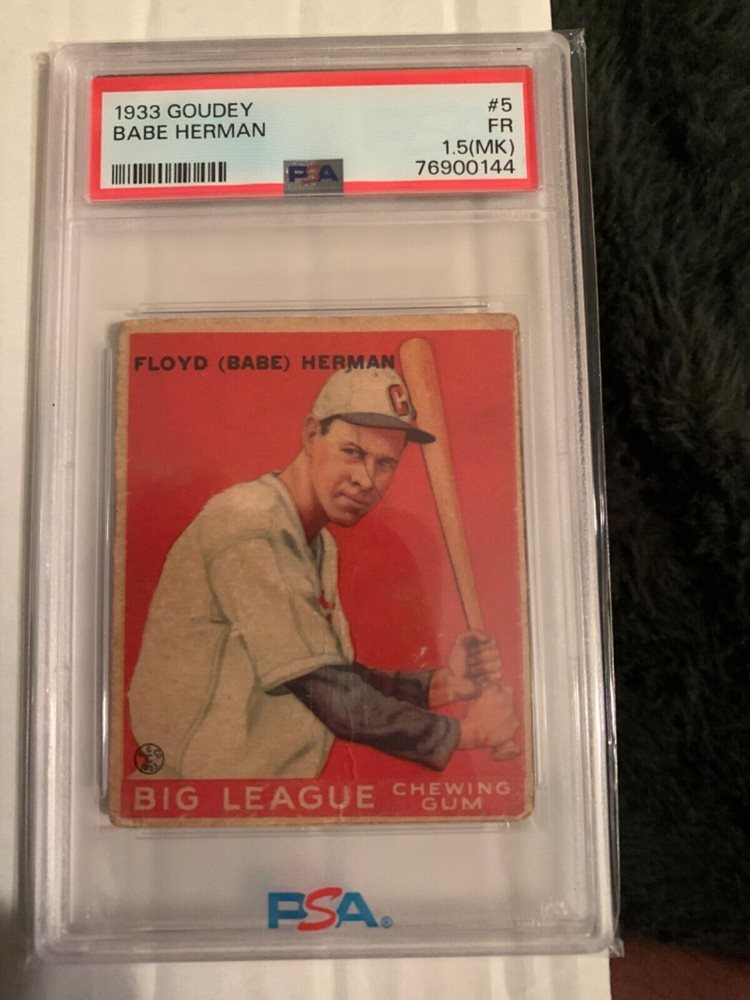 1933 GOUDEY #5
BABE HERMAN FR
1.5(MK)
76900144
PSA
FLOYD (BABE) HERMAN
C
BIG LEAGUE CHEWING GUM
PSA®